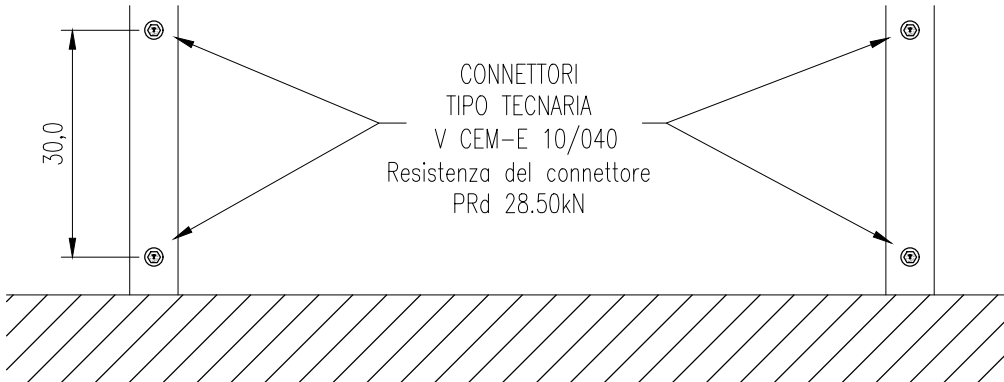 CONNETTORI
TIPO TECNARIA
V CEM-E 10/040
Resistenza del connettore
PRd 28.50kN
30,0